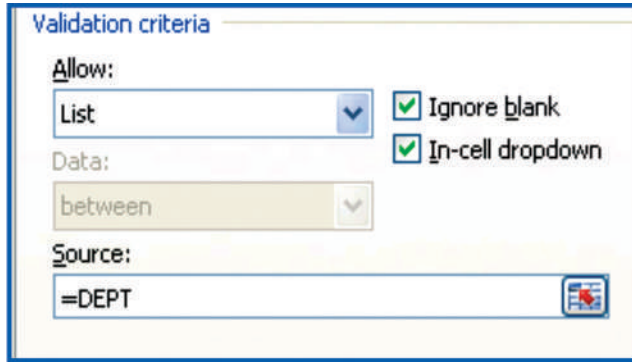 Validation criteria
Allow:
List
Ignore blank
In-cell dropdown
Data:
between
Source:
=DEPT